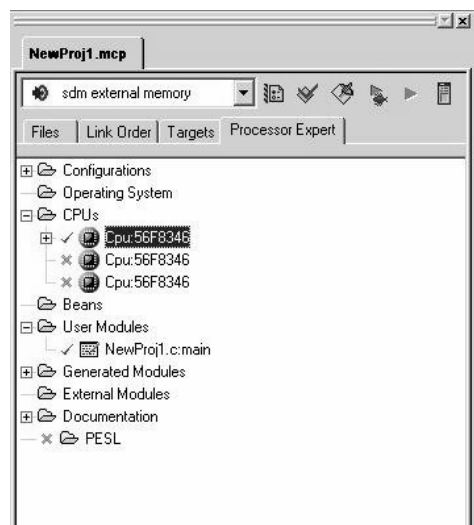 NewProj1.mcp
sdm external memory
Files Link Order Targets Processor Expert
Configurations
Operating System
CPUs
Cpu:56F8346
Cpu:56F8346
Cpu:56F8346
Beans
User Modules
NewProj1.c:main
Generated Modules
External Modules
Documentation
PESL